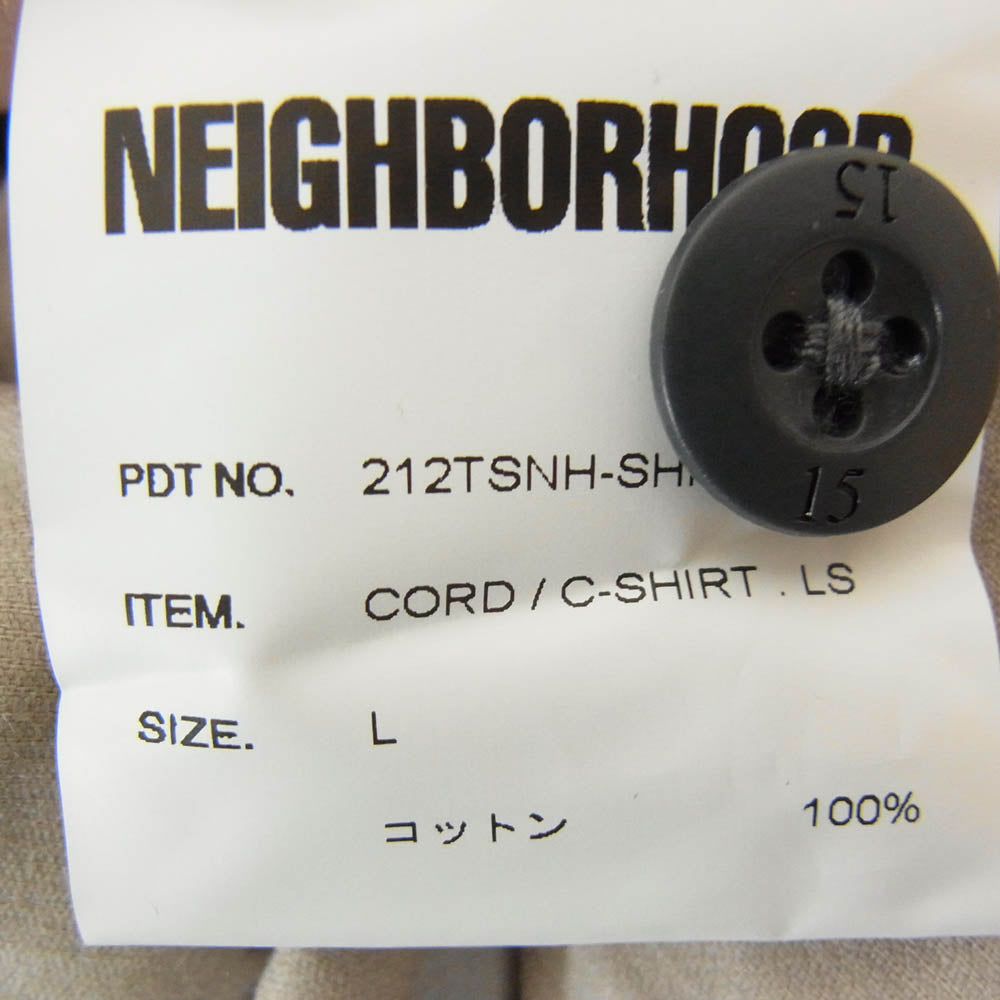 NEIGHBORHOOD
15
PDT NO. 212TSNH-SH
15
ITEM. CORD / C-SHIRT . LS
SIZE. L
コットン 100%